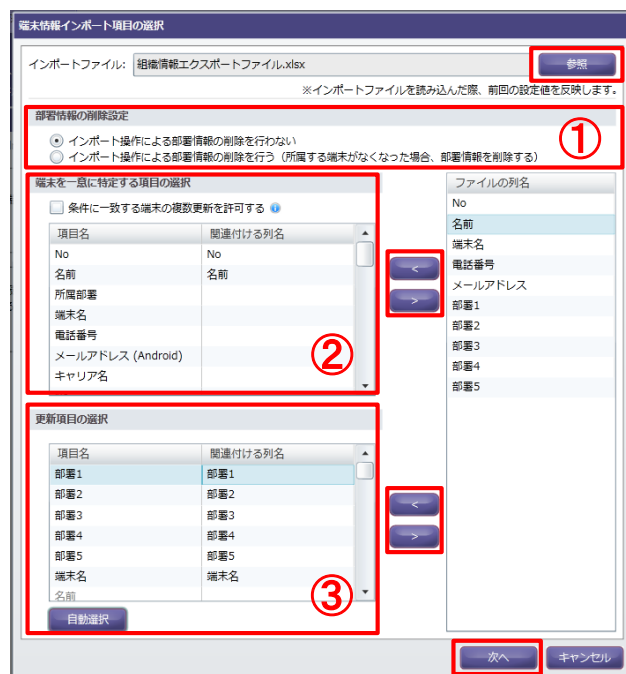 端末情報インポート項目の選択
インポートファイル: 組織情報エクスポートファイル.xlsx 参照
※インポートファイルを読み込んだ際、前回の設定値を反映します。
部署情報の削除設定
インポート操作による部署情報の削除を行わない
インポート操作による部署情報の削除を行う（所属する端末がなくなった場合、部署情報を削除する）
①
端末を一意に特定する項目の選択
条件に一致する端末の複数更新を許可する
項目名 関連付ける列名
No No
名前 名前
所属部署
端末名
電話番号
メールアドレス (Android)
キャリア名
②
<
>
ファイルの列名
No
名前
端末名
電話番号
メールアドレス
部署1
部署2
部署3
部署4
部署5
更新項目の選択
項目名 関連付ける列名
部署1 部署1
部署2 部署2
部署3 部署3
部署4 部署4
部署5 部署5
端末名 端末名
名前
③
<
>
自動選択
次へ キャンセル